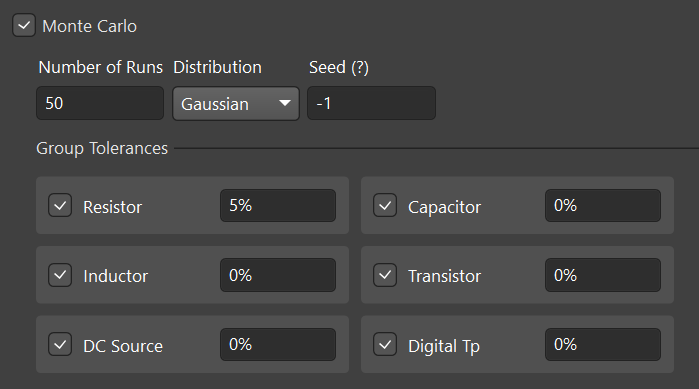 Monte Carlo
Number of Runs Distribution Seed (?)
50 Gaussian -1
Group Tolerances
Resistor 5% Capacitor 0%
Inductor 0% Transistor 0%
DC Source 0% Digital Tp 0%